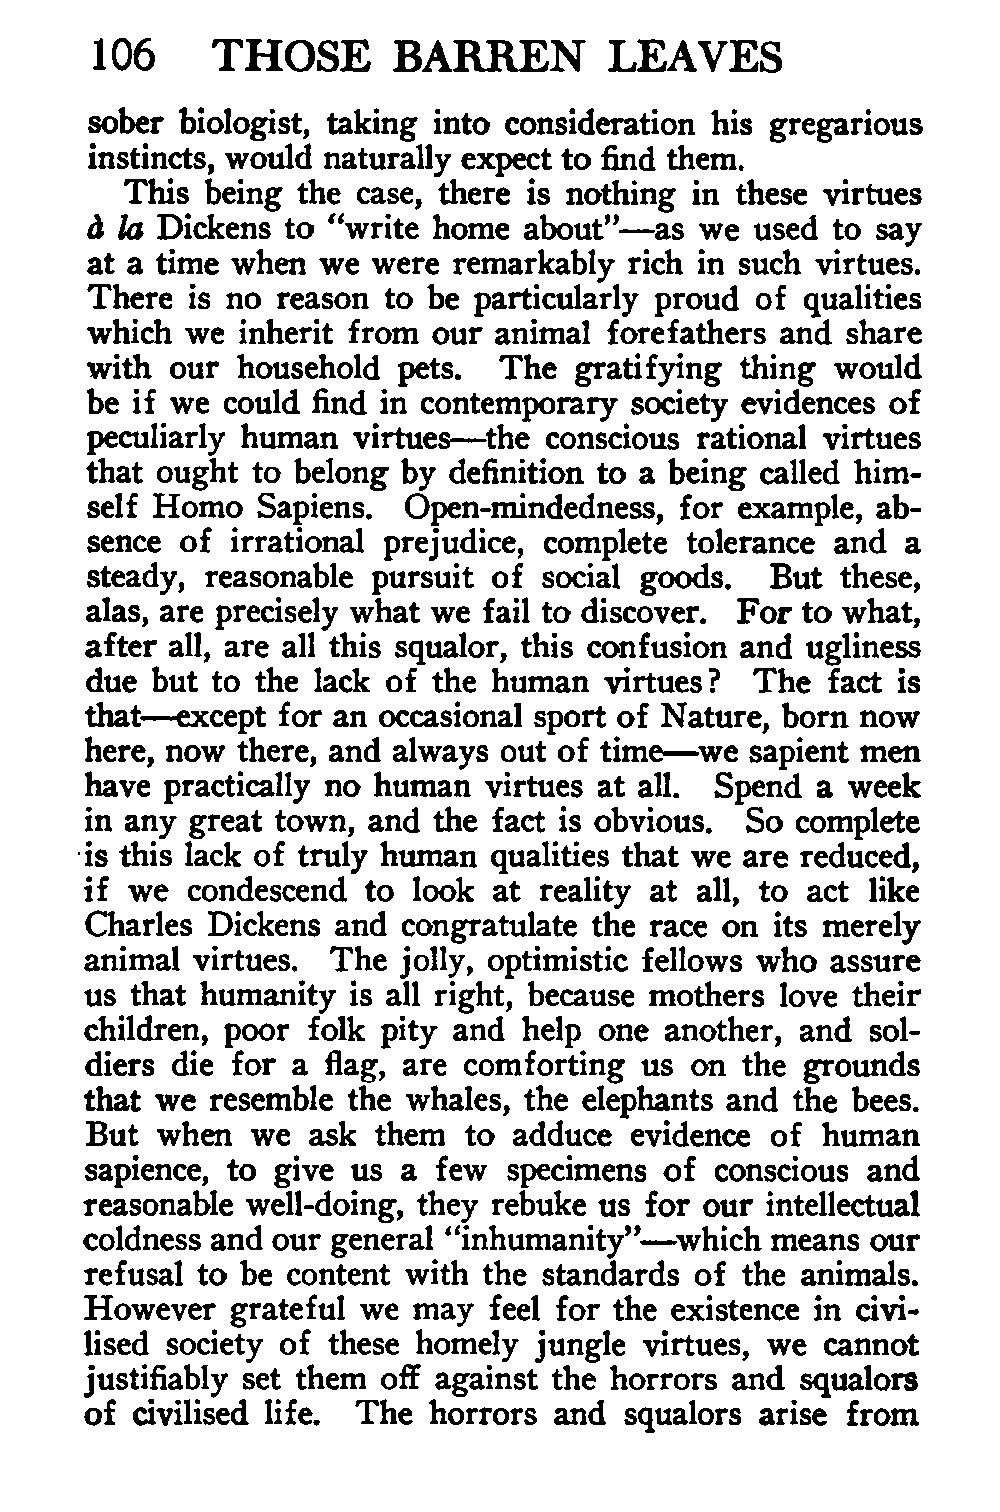 106 THOSE BARREN LEAVES
sober biologist, taking into consideration his gregarious
instincts, would naturally expect to find them.
This being the case, there is nothing in these virtues
à la Dickens to “write home about”—as we used to say
at a time when we were remarkably rich in such virtues.
There is no reason to be particularly proud of qualities
which we inherit from our animal forefathers and share
with our household pets. The gratifying thing would
be if we could find in contemporary society evidences of
peculiarly human virtues—the conscious rational virtues
that ought to belong by definition to a being called him-
self Homo Sapiens. Open-mindedness, for example, ab-
sence of irrational prejudice, complete tolerance and a
steady, reasonable pursuit of social goods. But these,
alas, are precisely what we fail to discover. For to what,
after all, are all this squalor, this confusion and ugliness
due but to the lack of the human virtues? The fact is
that—except for an occasional sport of Nature, born now
here, now there, and always out of time—we sapient men
have practically no human virtues at all. Spend a week
in any great town, and the fact is obvious. So complete
is this lack of truly human qualities that we are reduced,
if we condescend to look at reality at all, to act like
Charles Dickens and congratulate the race on its merely
animal virtues. The jolly, optimistic fellows who assure
us that humanity is all right, because mothers love their
children, poor folk pity and help one another, and sol-
diers die for a flag, are comforting us on the grounds
that we resemble the whales, the elephants and the bees.
But when we ask them to adduce evidence of human
sapience, to give us a few specimens of conscious and
reasonable well-doing, they rebuke us for our intellectual
coldness and our general “inhumanity”—which means our
refusal to be content with the standards of the animals.
However grateful we may feel for the existence in civi-
lised society of these homely jungle virtues, we cannot
justifiably set them off against the horrors and squalors
of civilised life. The horrors and squalors arise from